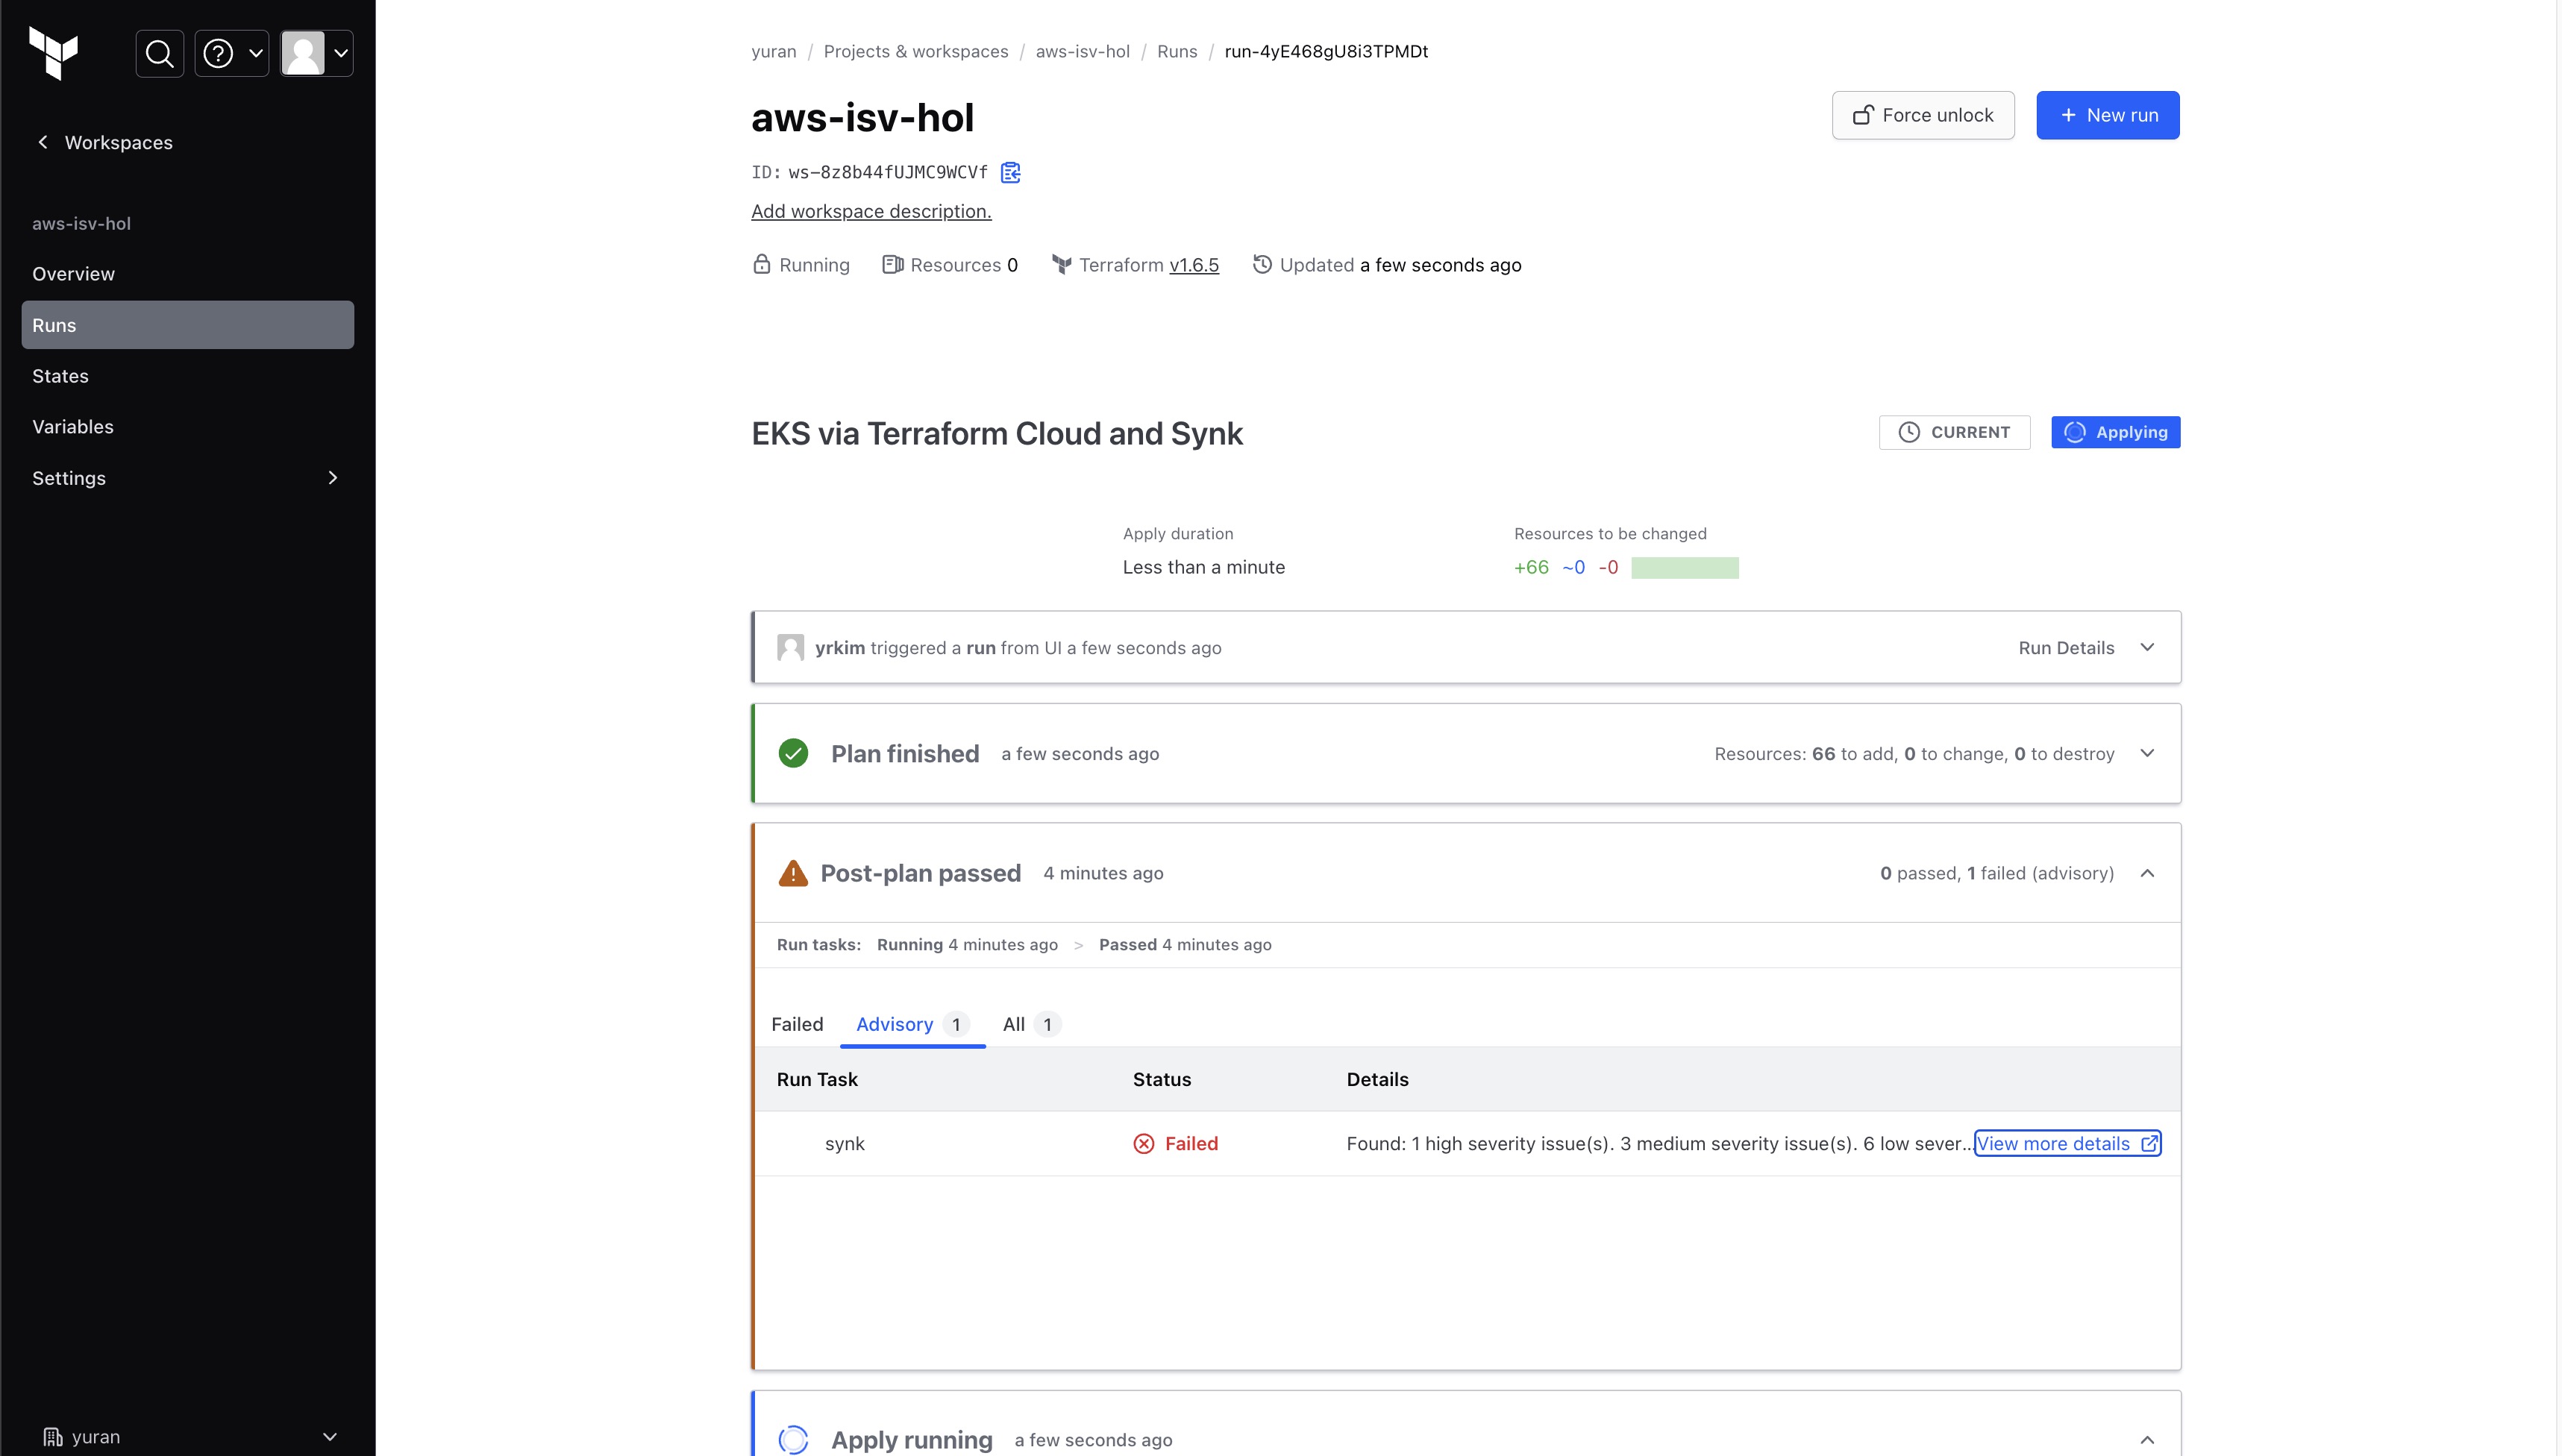 yuran / Projects & workspaces / aws-isv-hol / Runs / run-4yE468gU8i3TPMDt
aws-isv-hol
Force unlock
+ New run
Workspaces
ID: ws-8z8b44fUJMC9WCVf
Add workspace description.
aws-isv-hol
Overview
Runs
States
Variables
Settings
Running Resources 0 Terraform v1.6.5 Updated a few seconds ago
EKS via Terraform Cloud and Synk
CURRENT
Applying
Apply duration
Less than a minute
Resources to be changed
+66 ~0 -0
yrkim triggered a run from UI a few seconds ago
Run Details
Plan finished a few seconds ago
Resources: 66 to add, 0 to change, 0 to destroy
Post-plan passed 4 minutes ago
0 passed, 1 failed (advisory)
Run tasks: Running 4 minutes ago > Passed 4 minutes ago
Failed Advisory 1 All 1
Run Task Status Details
synk Failed Found: 1 high severity issue(s). 3 medium severity issue(s). 6 low sever... View more details
Apply running a few seconds ago
yuran